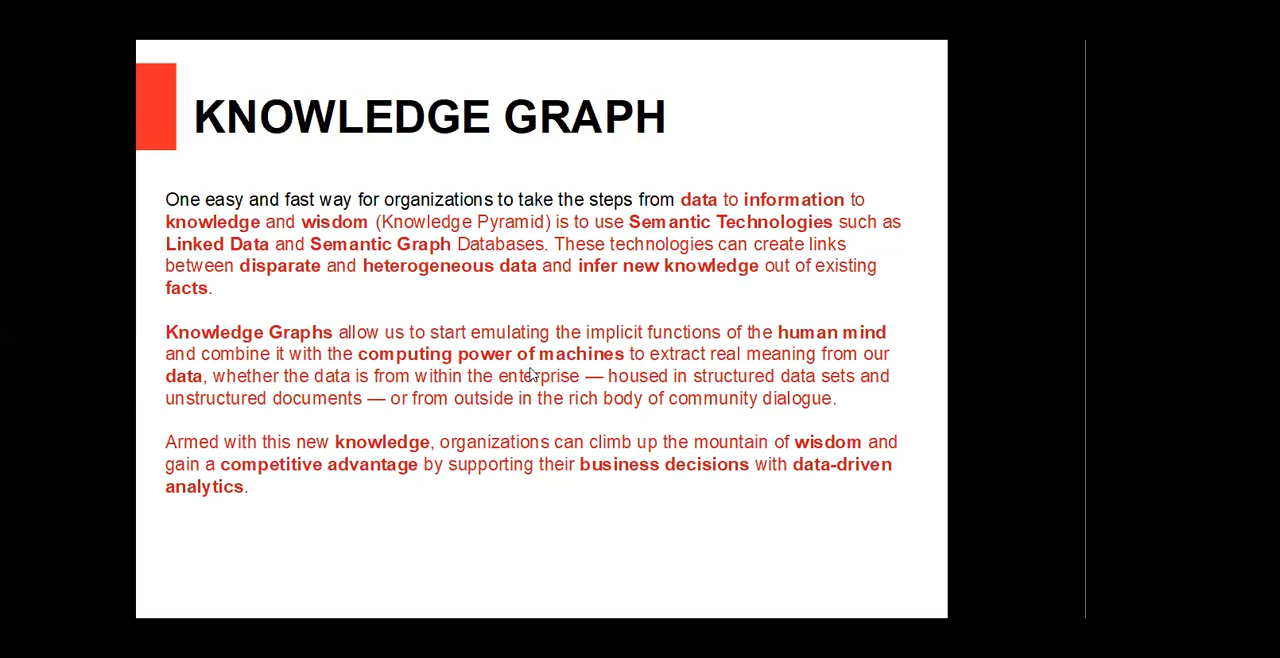 KNOWLEDGE GRAPH
One easy and fast way for organizations to take the steps from data to information to
knowledge and wisdom (Knowledge Pyramid) is to use Semantic Technologies such as
Linked Data and Semantic Graph Databases. These technologies can create links
between disparate and heterogeneous data and infer new knowledge out of existing
facts.
Knowledge Graphs allow us to start emulating the implicit functions of the human mind
and combine it with the computing power of machines to extract real meaning from our
data, whether the data is from within the enterprise — housed in structured data sets and
unstructured documents — or from outside in the rich body of community dialogue.
Armed with this new knowledge, organizations can climb up the mountain of wisdom and
gain a competitive advantage by supporting their business decisions with data-driven
analytics.